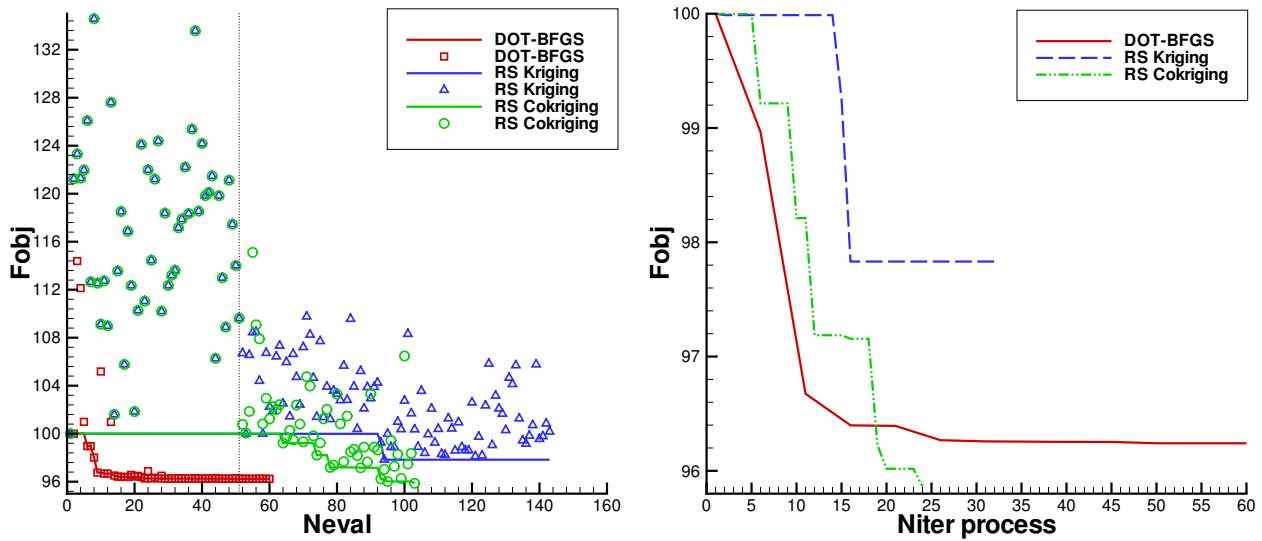 DOT-BFGS
DOT-BFGS
RS Kriging
RS Kriging
RS Cokriging
RS Cokriging
Fobj
136
132
128
124
120
116
112
108
104
100
96
0
20
40
60
80
100
120
140
160
Neval
DOT-BFGS
RS Kriging
RS Cokriging
Fobj
100
99
98
97
96
0
5
10
15
20
25
30
35
40
45
50
55
60
Niter process